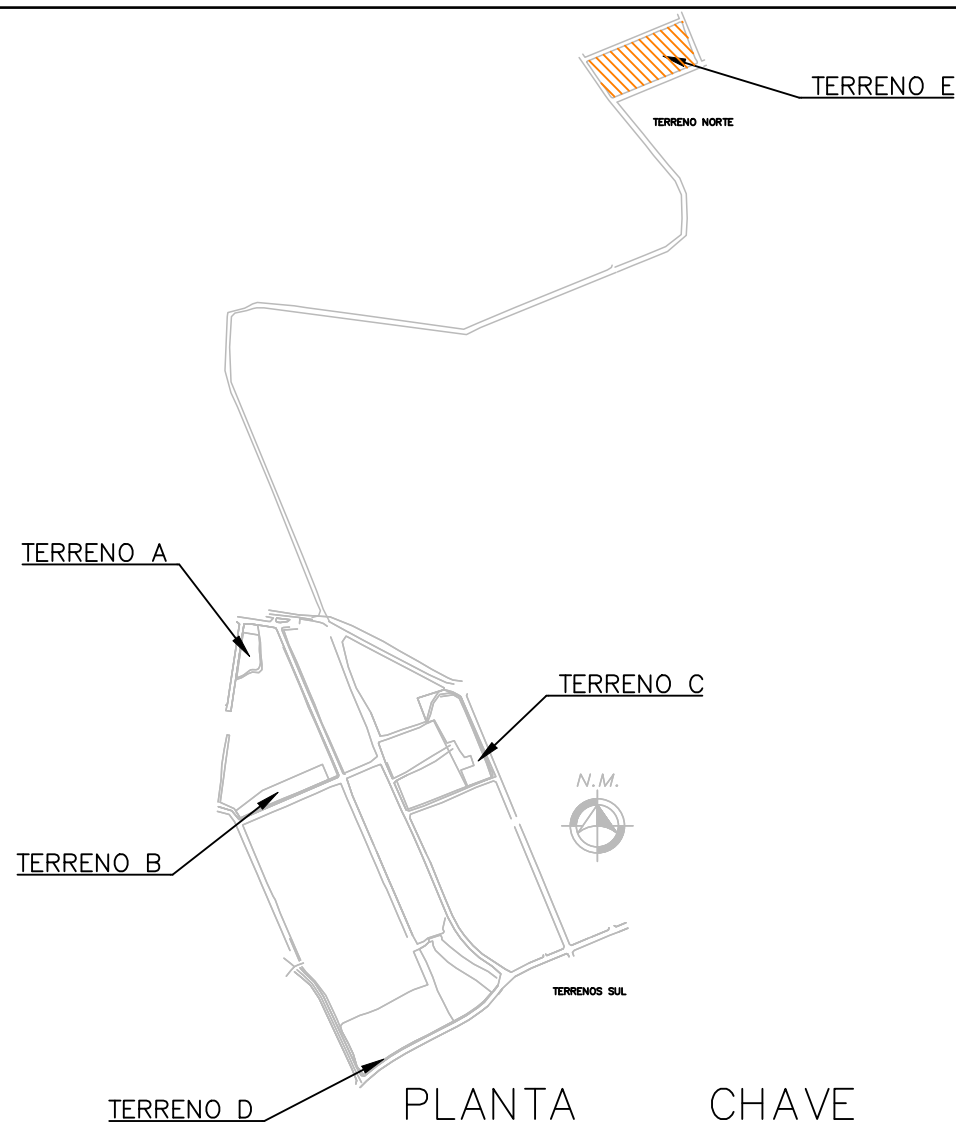 TERRENO E
TERRENO NORTE
TERRENO A
TERRENO C
N.M.
TERRENO B
TERRENOS SUL
TERRENO D
PLANTA CHAVE